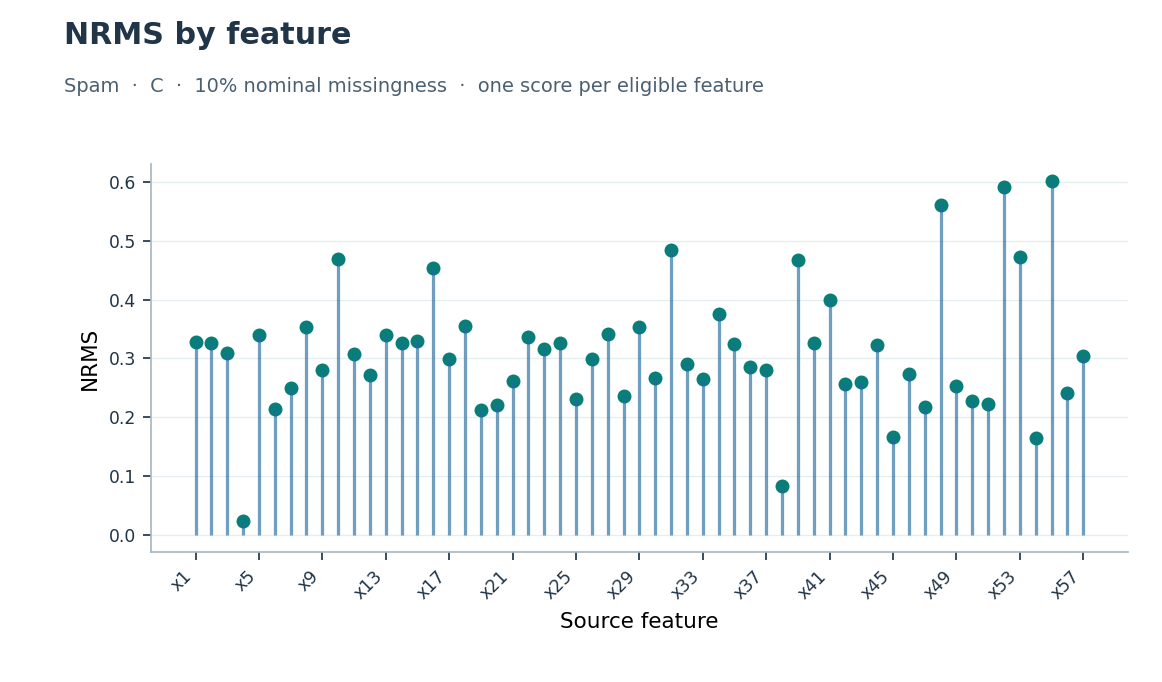 NRMS by feature
Spam · C · 10% nominal missingness · one score per eligible feature
0.6
0.5
0.4
0.3
0.2
0.1
0.0
NRMS
x1 x5 x9 x13 x17 x21 x25 x29 x33 x37 x41 x45 x49 x53 x57
Source feature